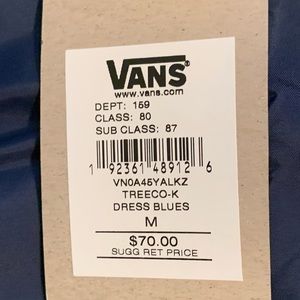 VANS
www.vans.com
DEPT: 159
CLASS: 80
SUB CLASS: 87
1 92361 48912 6
VN0A45YALKZ
TREECO-K
DRESS BLUES
M
$70.00
SUGG RET PRICE